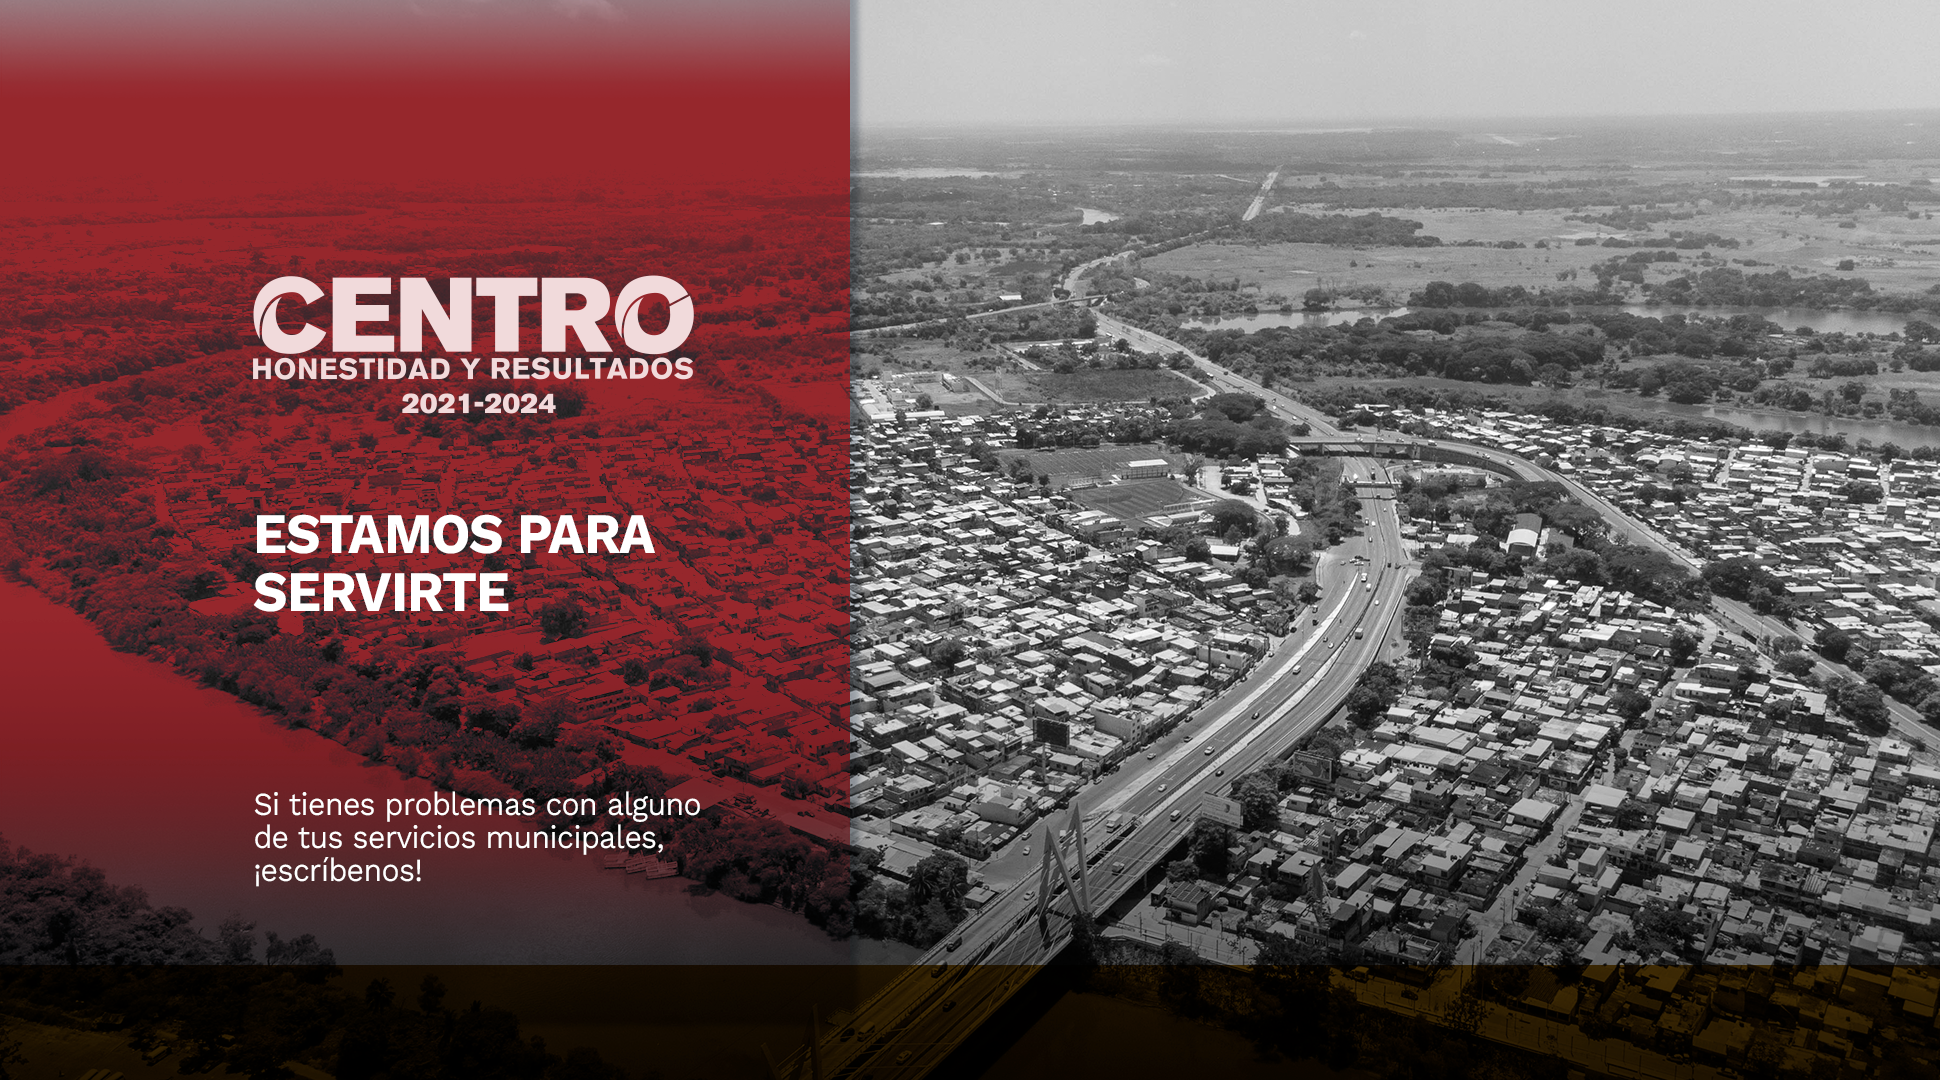 CENTRO
HONESTIDAD Y RESULTADOS
2021-2024
ESTAMOS PARA
SERVIRTE
Si tienes problemas con alguno
de tus servicios municipales,
¡escríbenos!